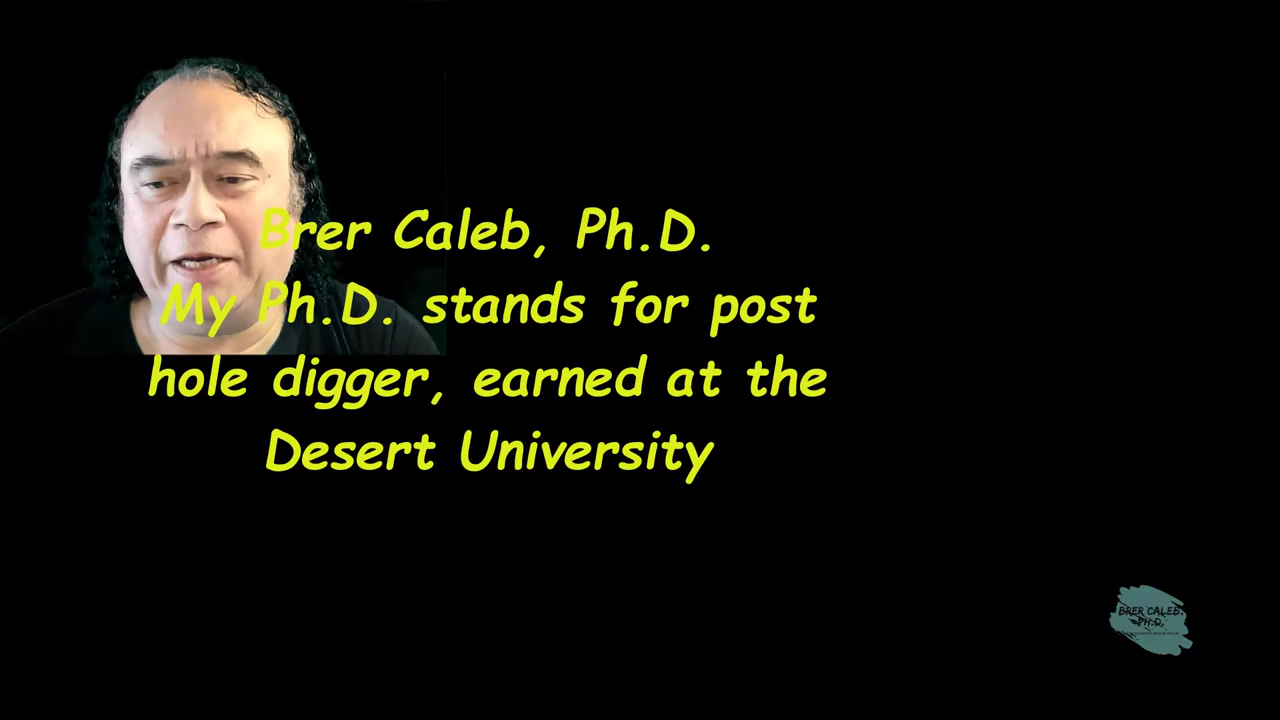 Brer Caleb, Ph.D.
My Ph.D. stands for post
hole digger, earned at the
Desert University
BRER CALEB,
PH.D.